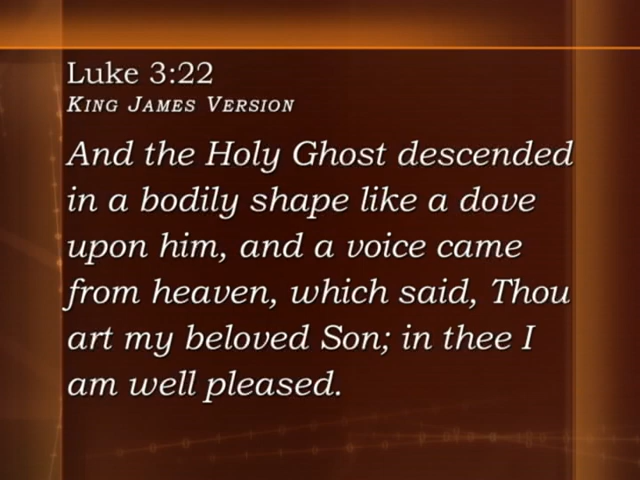 Luke 3:22
King James Version
And the Holy Ghost descended
in a bodily shape like a dove
upon him, and a voice came
from heaven, which said, Thou
art my beloved Son; in thee I
am well pleased.